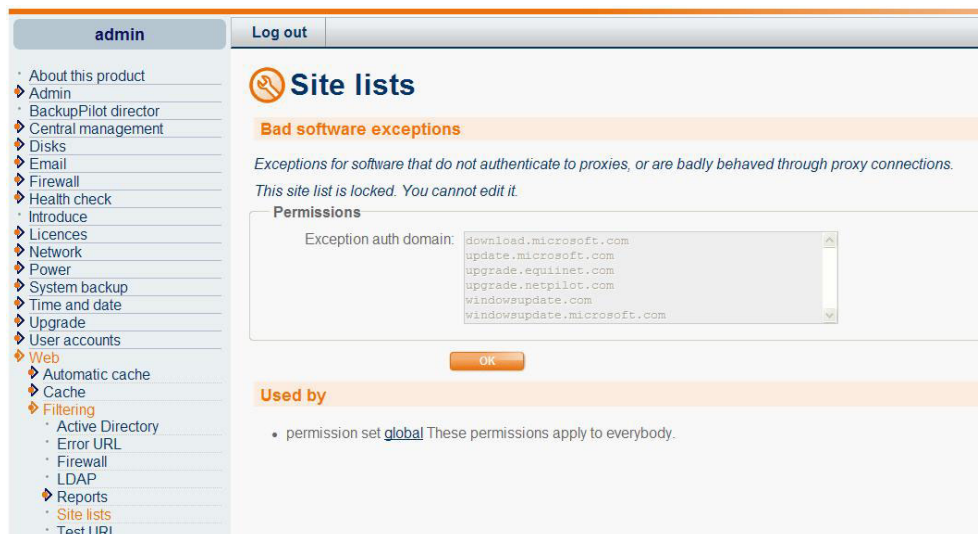 admin
Log out
About this product
Admin
BackupPilot director
Central management
Disks
Email
Firewall
Health check
Introduce
Licences
Network
Power
System backup
Time and date
Upgrade
User accounts
Web
Automatic cache
Cache
Filtering
Active Directory
Error URL
Firewall
LDAP
Reports
Site lists
Test URL
Site lists
Bad software exceptions
Exceptions for software that do not authenticate to proxies, or are badly behaved through proxy connections.
This site list is locked. You cannot edit it.
Permissions
Exception auth domain:
download.microsoft.com
update.microsoft.com
upgrade.equiinet.com
upgrade.netpilot.com
windowsupdate.com
windowsupdate.microsoft.com
OK
Used by
permission set global These permissions apply to everybody.